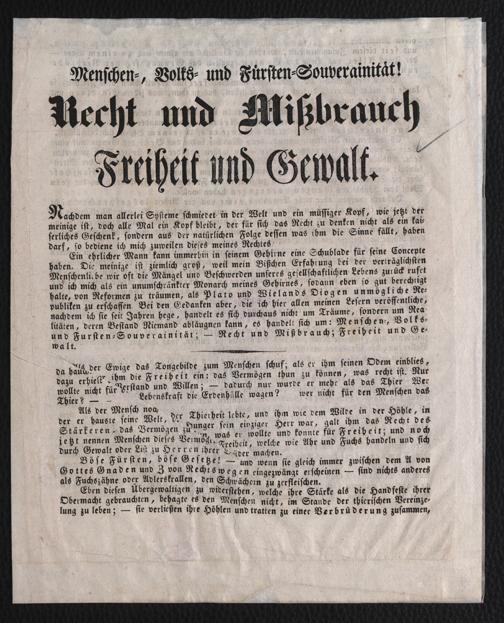 Menschen-, Volks- und Fürsten-Souverainität!
Recht und Mißbrauch
Freiheit und Gewalt.
Nachdem man allerlei Systeme schmiedet in der Welt und ein müssiger Kopf, wie jetzt der
meinige ist, doch alle Mal ein Kopf bleibt, der für sich das Recht zu denken nicht als ein kai-
serliches Geschenk, sondern aus der natürlichen Folge dessen was ihm die Sinne fällt, haben
darf, so bediene ich mich zuweilen dieses meines Rechtes
Ein ehrlicher Mann kann immerhin in seinem Gehirne eine Schublade für seine Concepte
haben. Die meinige ist ziemlich groß, weil mein Bißchen Erfahrung bei der verträglichsten
Menschenliebe mir oft die Mängel und Beschwerden unseres gesellschaftlichen Lebens zurück rufet
und ich mich als ein unumschränkter Monarch meines Gehirnes, sodann eben so gut berechtigt
halte, von Reformen zu träumen, als Plato und Wielands Diogen unmögliche Re-
publiken zu erschaffen. Bei den Gedanken aber, die ich hier allen meinen Lesern veröffentliche,
nachdem ich sie seit Jahren hege, handelt es sich durchaus nicht um Träume, sondern um Rea-
litäten, deren Bestand Niemand abläugnen kann, es handelt sich um: Menschen-, Volks-
und Fürsten-Souverainität; — Recht und Mißbrauch; Freiheit und Ge-
walt.
Als der Ewige das Tongebilde zum Menschen schuf; als er ihm seinen Odem einblies,
da hauchte ihm die Freiheit ein: das Vermögen thun zu können, was recht ist. Nur
dazu erhielt Verstand und Willen; — dadurch nur wurde er mehr als das Thier Wer
wollte nicht für Lebenskraft die Erdenhülle wagen? wer nicht für den Menschen das
Thier? —
Als der Mensch noch der Thierheit lebte, und ihm wie dem Wilde in der Höhle, in
der er hauste seine Welt, der Hunger sein einziger Herr war, galt ihm das Recht des
Stärkeren. das Vermögen zu was er wollte und konnte für Freiheit; und noch
jetzt nennen Menschen dieses Vermögen Freiheit, welche wie Ahr und Fuchs handeln und sich
durch Gewalt oder List zu Herren ihrer Brüder machen.
Böse Fürsten, böse Gesetze! — und wenn sie gleich immer zwischen dem A von
Gottes Gnaden und Z von Rechtswegen eingezwängt erscheinen — sind nichts anderes
als Fuchszähne oder Adlerskrallen, den Schwächern zu zerfleischen.
Eben diesen Übergewaltigen zu widerstehen, welche ihre Stärke als die Handfeste ihrer
Obermacht gebrauchten, behagte es den Menschen nicht, im Stande der thierischen Vereinze-
lung zu leben; — sie verließen ihre Höhlen und tratten zu einer Verbrüderung zusammen,